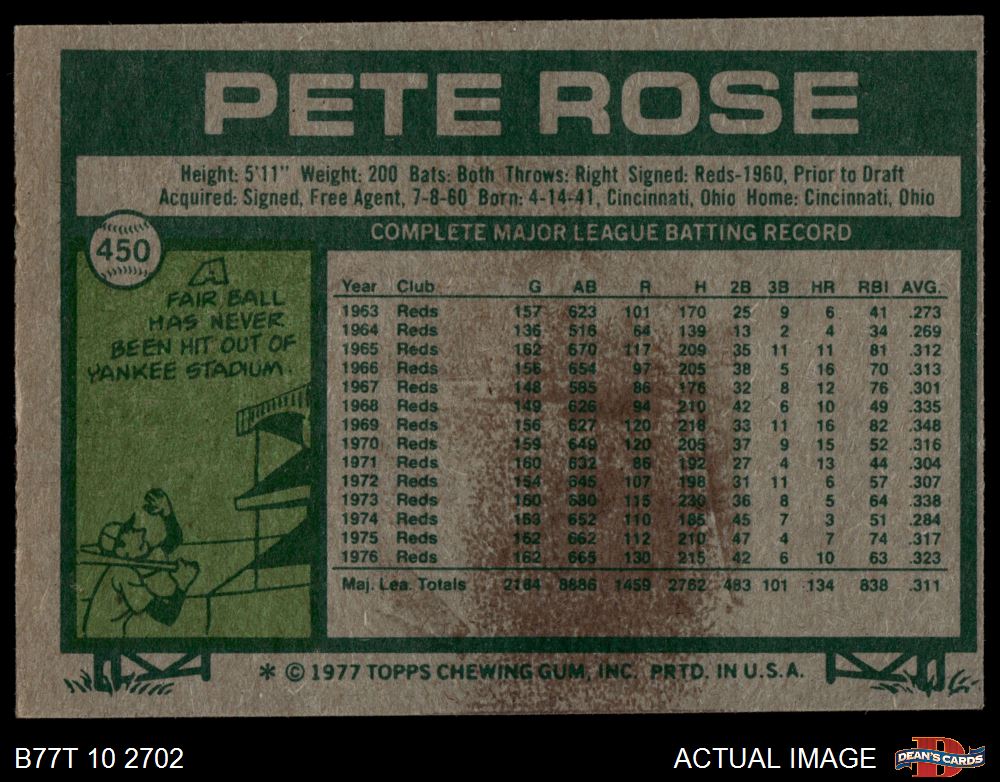 PETE ROSE
Height: 5'11" Weight: 200 Bats: Both Throws: Right Signed: Reds-1960, Prior to Draft
Acquired: Signed, Free Agent, 7-8-60 Born: 4-14-41, Cincinnati, Ohio Home: Cincinnati, Ohio
450
COMPLETE MAJOR LEAGUE BATTING RECORD
A
FAIR BALL
HAS NEVER
BEEN HIT OUT OF
YANKEE STADIUM.
Year Club G AB R H 2B 3B HR RBI AVG.
1963 Reds 157 623 101 170 25 9 6 41 .273
1964 Reds 136 516 64 139 13 2 4 34 .269
1965 Reds 162 670 117 209 35 11 11 81 .312
1966 Reds 156 654 97 205 38 5 16 70 .313
1967 Reds 148 585 86 176 32 8 12 76 .301
1968 Reds 149 626 94 210 42 6 10 49 .335
1969 Reds 156 627 120 218 33 11 16 82 .348
1970 Reds 159 649 120 205 37 9 15 52 .316
1971 Reds 160 632 86 192 27 4 13 44 .304
1972 Reds 154 645 107 198 31 11 6 57 .307
1973 Reds 160 680 115 230 36 8 5 64 .338
1974 Reds 163 652 110 185 45 7 3 51 .284
1975 Reds 162 662 112 210 47 4 7 74 .317
1976 Reds 162 665 130 215 42 6 10 63 .323
Maj. Lea. Totals 2184 8886 1459 2762 483 101 134 838 .311
* © 1977 TOPPS CHEWING GUM, INC. PRTD. IN U.S.A.
B77T 10 2702
ACTUAL IMAGE
DEAN'S CARDS